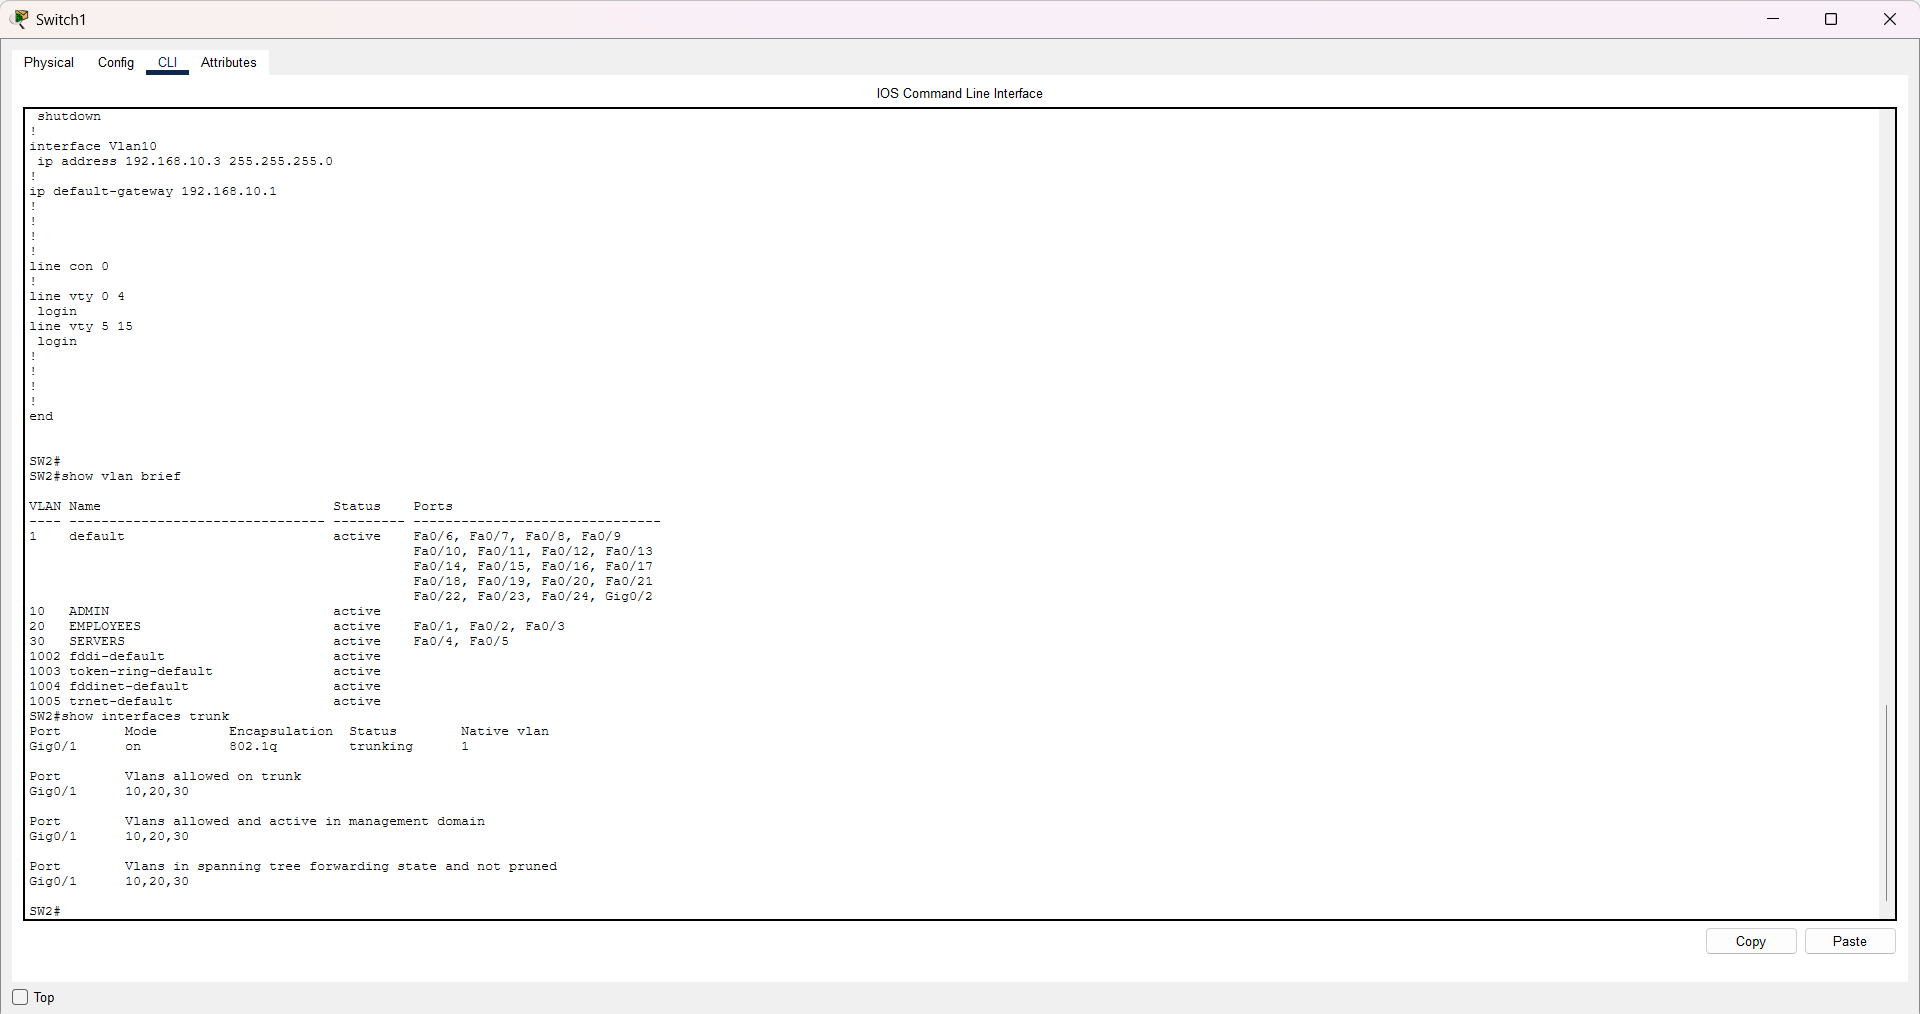 Switch1
Physical Config CLI Attributes
IOS Command Line Interface
 shutdown
!
interface Vlan10
 ip address 192.168.10.3 255.255.255.0
!
ip default-gateway 192.168.10.1
!
!
!
!
line con 0
!
line vty 0 4
 login
line vty 5 15
 login
!
!
!
!
end
SW2#
SW2#show vlan brief
VLAN Name                             Status    Ports
---- -------------------------------- --------- -------------------------------
1    default                          active    Fa0/6, Fa0/7, Fa0/8, Fa0/9
                                                Fa0/10, Fa0/11, Fa0/12, Fa0/13
                                                Fa0/14, Fa0/15, Fa0/16, Fa0/17
                                                Fa0/18, Fa0/19, Fa0/20, Fa0/21
                                                Fa0/22, Fa0/23, Fa0/24, Gig0/2
10   ADMIN                            active
20   EMPLOYEES                        active    Fa0/1, Fa0/2, Fa0/3
30   SERVERS                          active    Fa0/4, Fa0/5
1002 fddi-default                     active
1003 token-ring-default               active
1004 fddinet-default                  active
1005 trnet-default                    active
SW2#show interfaces trunk
Port        Mode         Encapsulation  Status        Native vlan
Gig0/1      on           802.1q         trunking      1
Port        Vlans allowed on trunk
Gig0/1      10,20,30
Port        Vlans allowed and active in management domain
Gig0/1      10,20,30
Port        Vlans in spanning tree forwarding state and not pruned
Gig0/1      10,20,30
SW2#
Copy Paste
Top